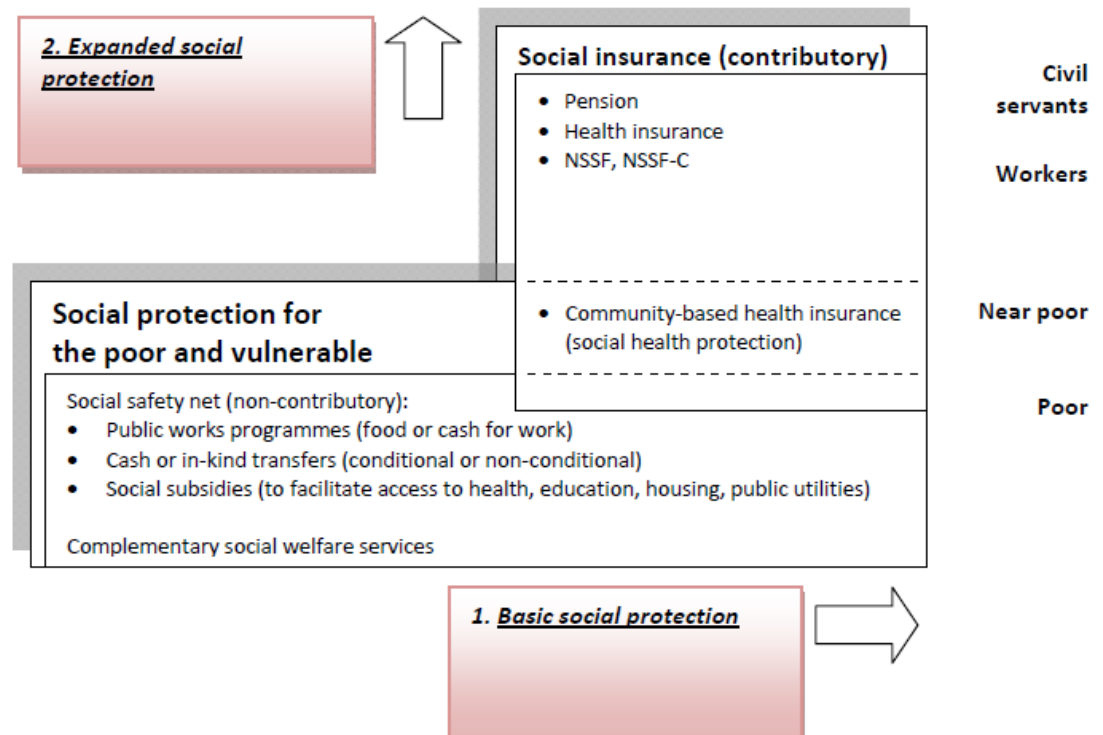 2. Expanded social
protection
Social insurance (contributory)
• Pension
• Health insurance
• NSSF, NSSF-C
Civil
servants
Workers
• Community-based health insurance
(social health protection)
Near poor
Poor
Social protection for
the poor and vulnerable
Social safety net (non-contributory):
• Public works programmes (food or cash for work)
• Cash or in-kind transfers (conditional or non-conditional)
• Social subsidies (to facilitate access to health, education, housing, public utilities)
Complementary social welfare services
1. Basic social protection